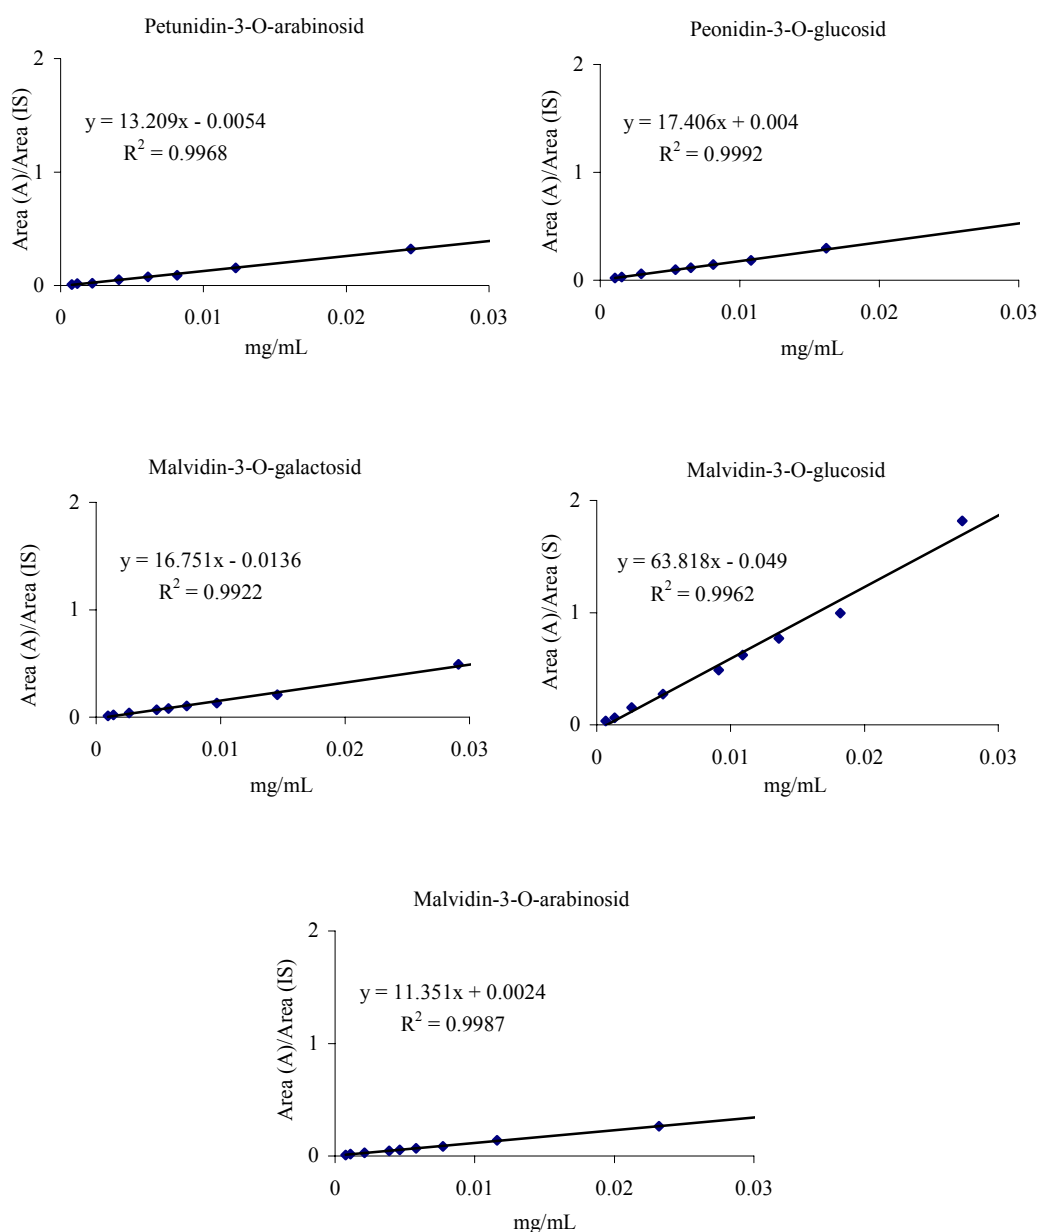 Petunidin-3-O-arabinosid
2
1
0
y = 13.209x - 0.0054
R² = 0.9968
Area (A)/Area (IS)
0 0.01 0.02 0.03
mg/mL
Peonidin-3-O-glucosid
2
1
0
y = 17.406x + 0.004
R² = 0.9992
Area (A)/Area (IS)
0 0.01 0.02 0.03
mg/mL
Malvidin-3-O-galactosid
2
1
0
y = 16.751x - 0.0136
R² = 0.9922
Area (A)/Area (IS)
0 0.01 0.02 0.03
mg/mL
Malvidin-3-O-glucosid
2
1
0
y = 63.818x - 0.049
R² = 0.9962
Area (A)/Area (S)
0 0.01 0.02 0.03
mg/mL
Malvidin-3-O-arabinosid
2
1
0
y = 11.351x + 0.0024
R² = 0.9987
Area (A)/Area (IS)
0 0.01 0.02 0.03
mg/mL